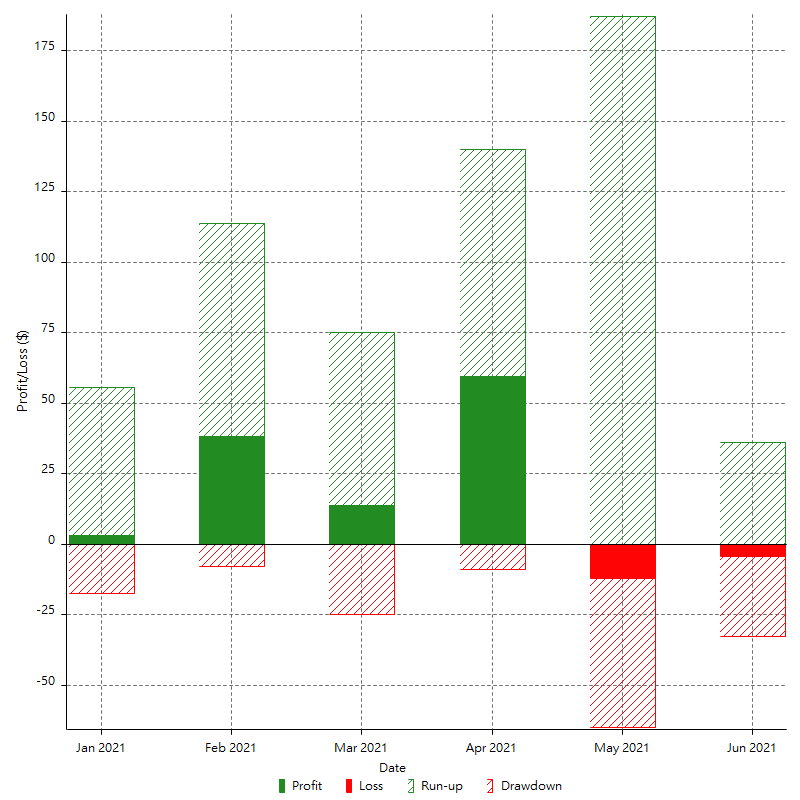 175
150
125
100
75
50
25
0
-25
-50
Profit/Loss ($)
Jan 2021 Feb 2021 Mar 2021 Apr 2021 May 2021 Jun 2021
Date
Profit Loss Run-up Drawdown